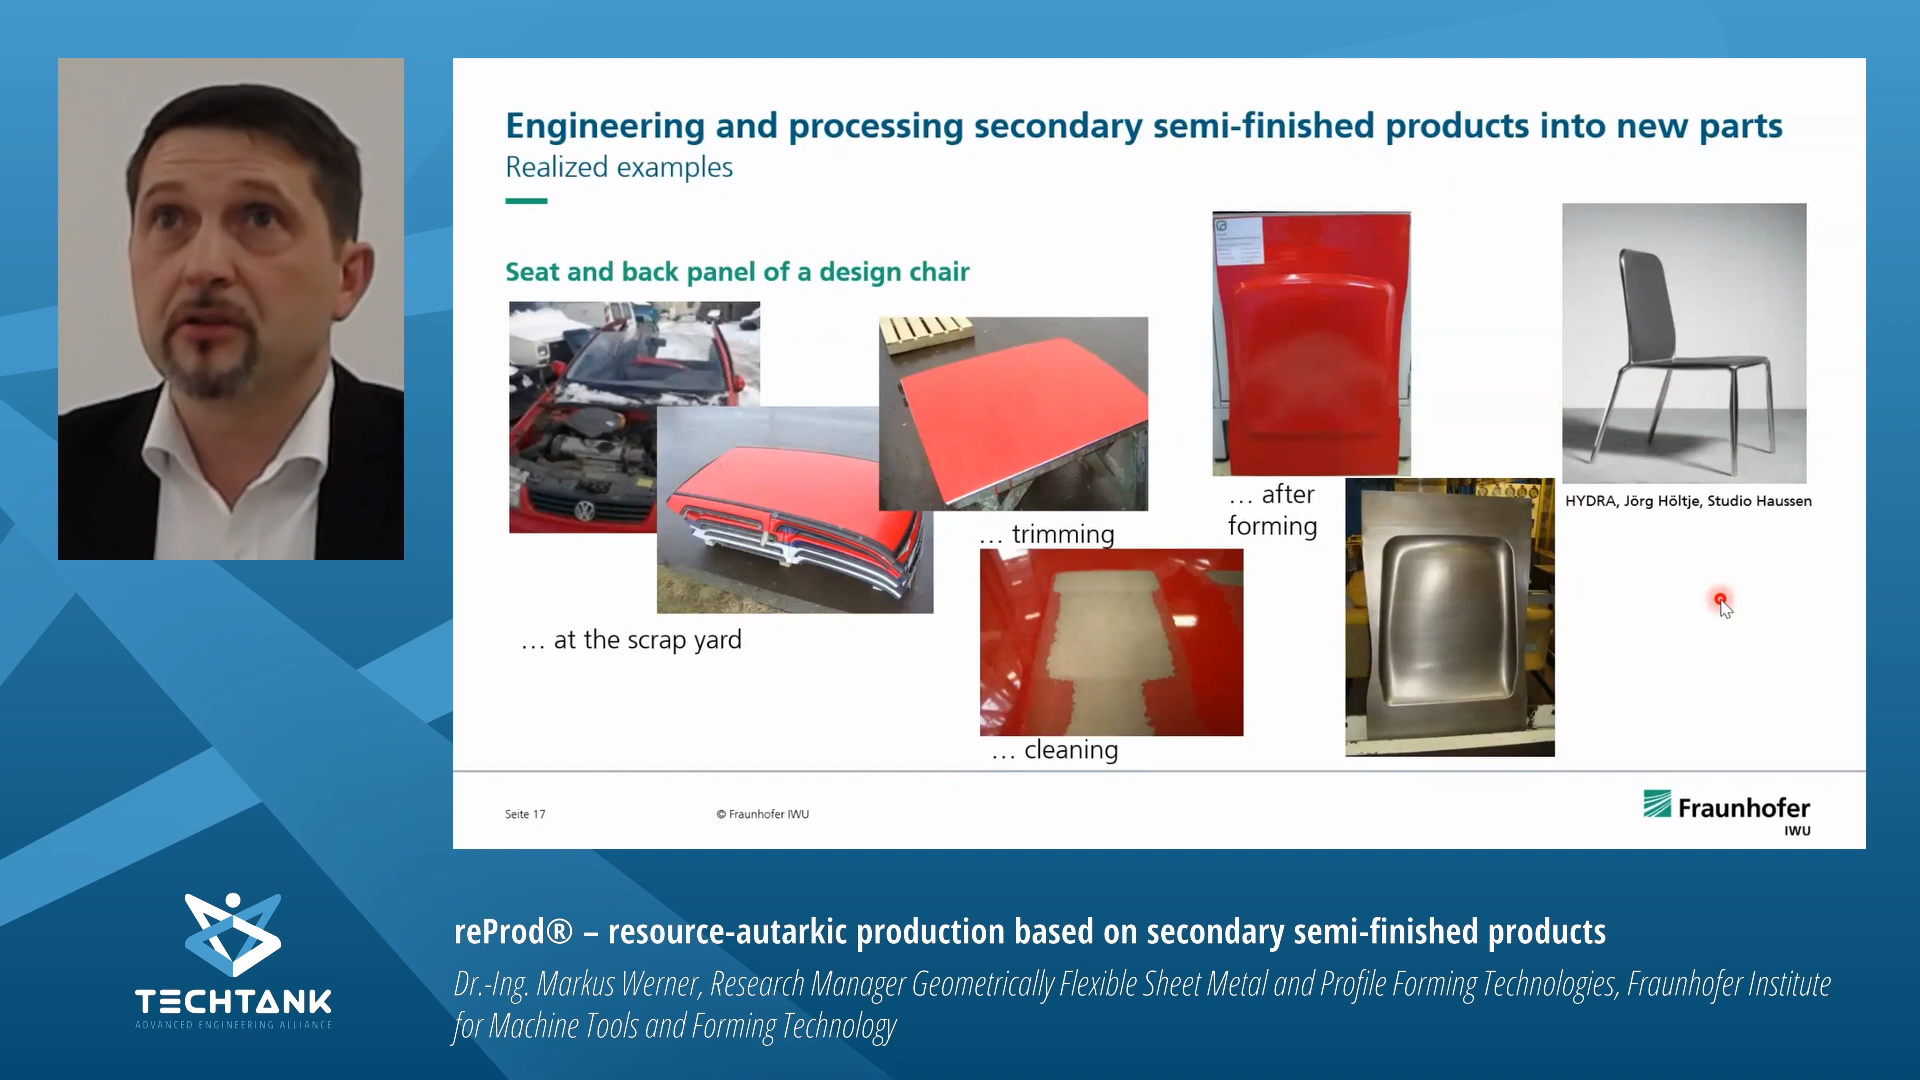 Engineering and processing secondary semi-finished products into new parts
Realized examples
Seat and back panel of a design chair
… at the scrap yard
… trimming
… cleaning
… after
forming
HYDRA, Jörg Höltje, Studio Haussen
Seite 17
© Fraunhofer IWU
Fraunhofer
IWU
TECHTANK
ADVANCED ENGINEERING ALLIANCE
reProd® – resource-autarkic production based on secondary semi-finished products
Dr.-Ing. Markus Werner, Research Manager Geometrically Flexible Sheet Metal and Profile Forming Technologies, Fraunhofer Institute
for Machine Tools and Forming Technology